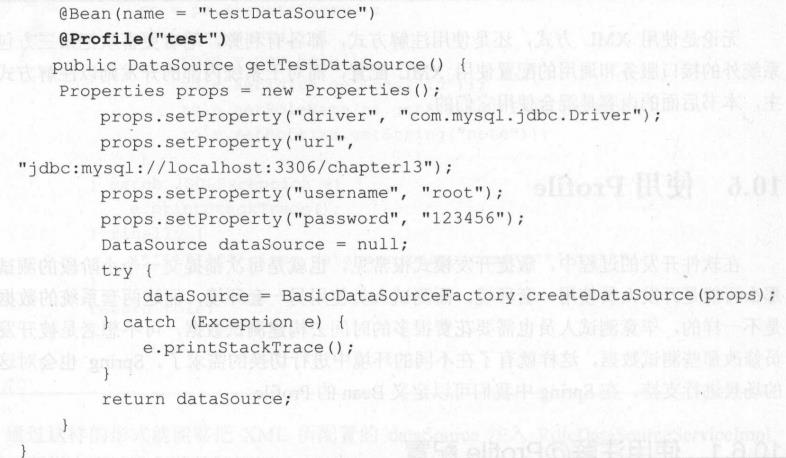 @Bean(name = "testDataSource")
@Profile("test")
public DataSource getTestDataSource() {
Properties props = new Properties();
props.setProperty("driver", "com.mysql.jdbc.Driver");
props.setProperty("url",
"jdbc:mysql://localhost:3306/chapter13");
props.setProperty("username", "root");
props.setProperty("password", "123456");
DataSource dataSource = null;
try {
dataSource = BasicDataSourceFactory.createDataSource(props);
} catch (Exception e) {
e.printStackTrace();
}
return dataSource;
}
}